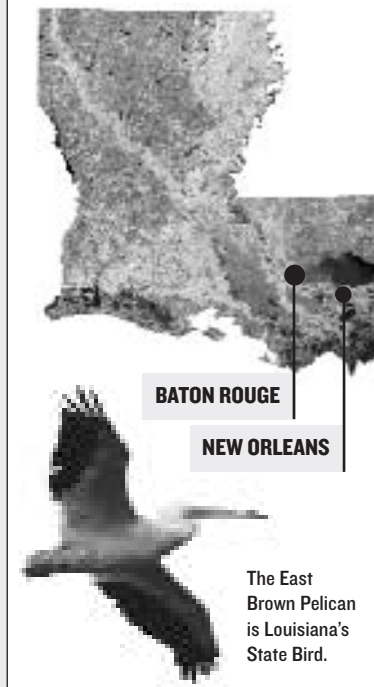 BATON ROUGE
NEW ORLEANS
The East
Brown Pelican
is Louisiana's
State Bird.